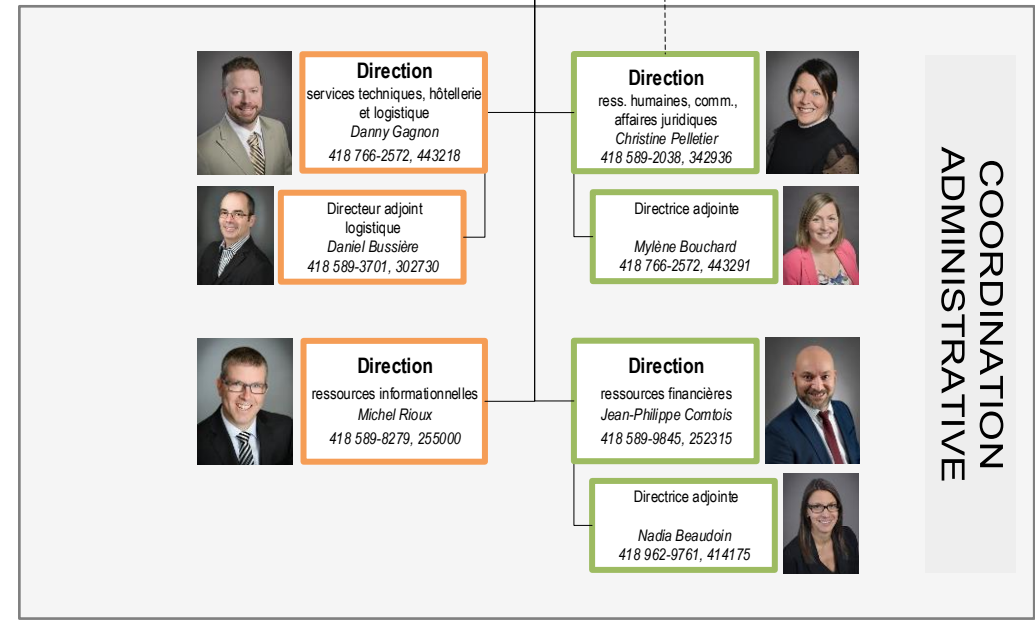 Direction
services techniques, hôtellerie
et logistique
Danny Gagnon
418 766-2572, 443218
Direction
ress. humaines, comm.,
affaires juridiques
Christine Pelletier
418 589-2038, 342936
Directeur adjoint
logistique
Daniel Bussière
418 589-3701, 302730
Directrice adjointe
Mylène Bouchard
418 766-2572, 443291
Direction
ressources informationnelles
Michel Rioux
418 589-8279, 255000
Direction
ressources financières
Jean-Philippe Comtois
418 589-9845, 252315
Directrice adjointe
Nadia Beaudoin
418 962-9761, 414175
COORDINATION
ADMINISTRATIVE